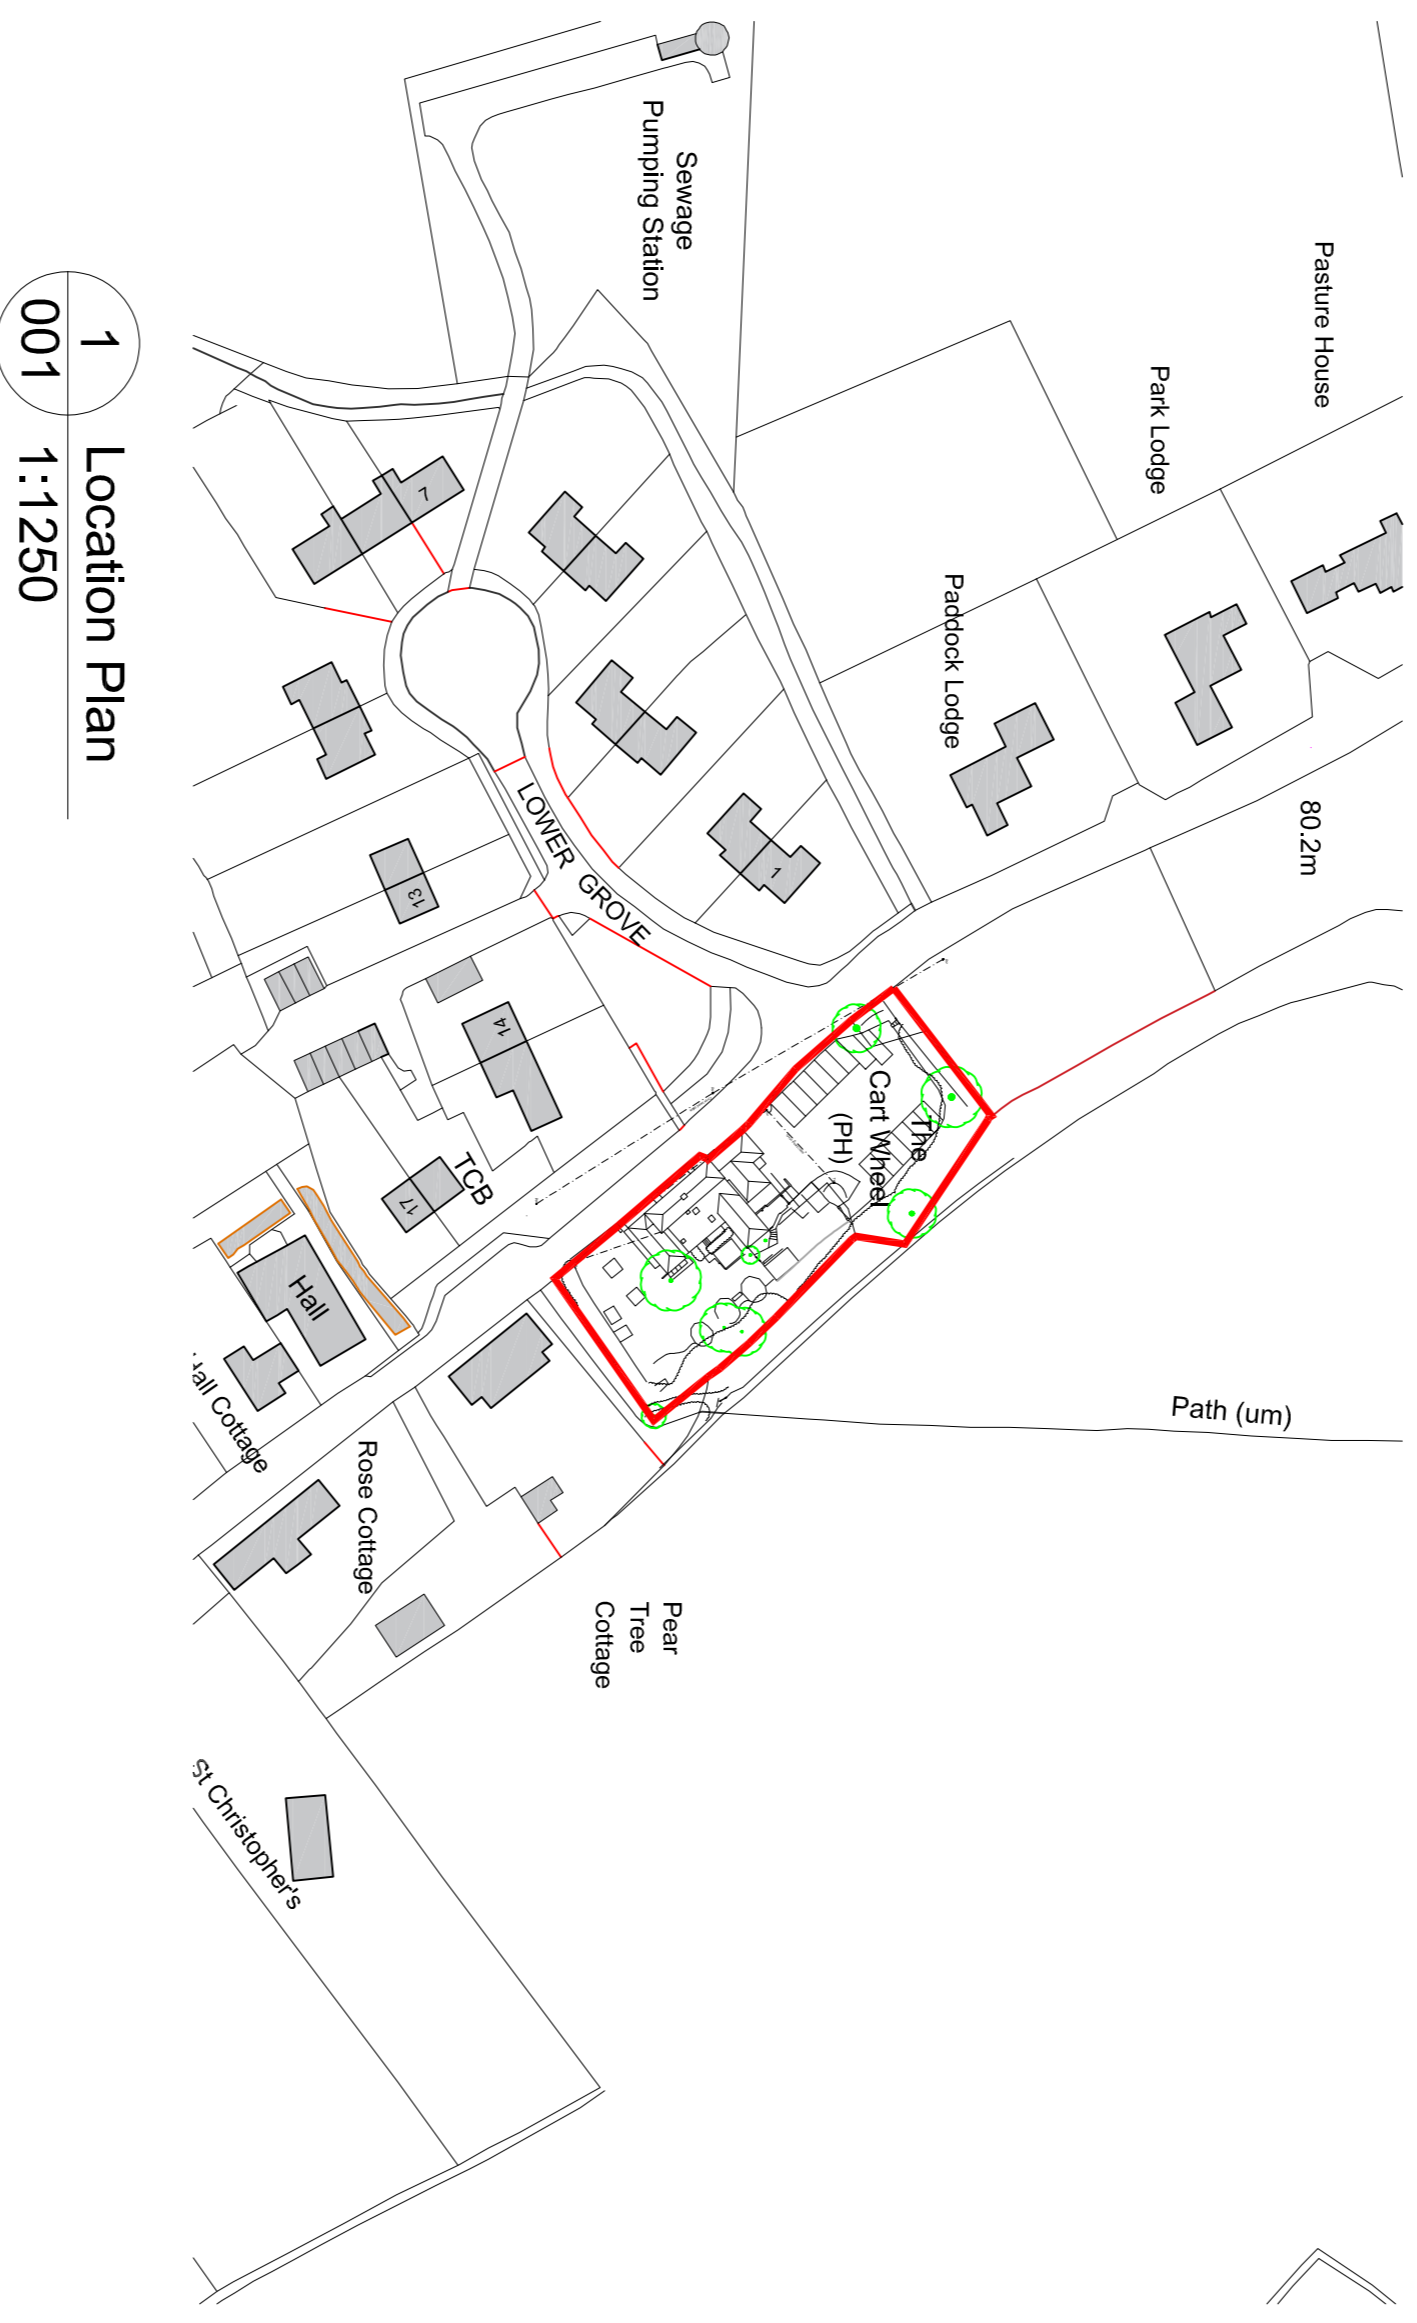 Pasture House
Park Lodge
Paddock Lodge
80.2m
Sewage
Pumping Station
7
1
LOWER GROVE
13
14
17
TCB
The
Cart Wheel
(PH)
Path (um)
Hall
Hall Cottage
Rose Cottage
Pear
Tree
Cottage
St Christopher's
1
Location Plan
001
1:1250